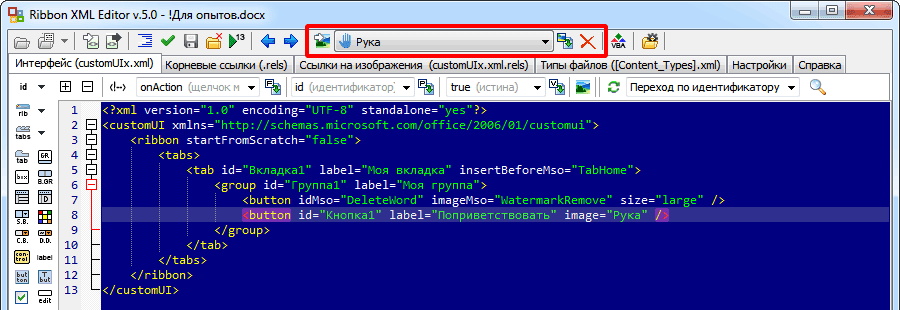 Ribbon XML Editor v.5.0 - !Для опытов.docx
13 Рука VBA
Интерфейс (customUI.xml) Корневые ссылки (.rels) Ссылки на изображения (customUIx.xml.rels) Типы файлов ([Content_Types].xml) Настройки Справка
id (!--) onAction (щелчок м id (идентификатор) true (истина) Переход по идентификатору
rib
tabs
tab GR
box B.GR
D
S.B.
C.B. D.D.
con trol label
but ton T but
edit
1 <?xml version="1.0" encoding="UTF-8" standalone="yes"?>
2 <customUI xmlns="http://schemas.microsoft.com/office/2006/01/customui">
3 <ribbon startFromScratch="false">
4 <tabs>
5 <tab id="Вкладка1" label="Моя вкладка" insertBeforeMso="TabHome">
6 <group id="Группа1" label="Моя группа">
7 <button idMso="DeleteWord" imageMso="WatermarkRemove" size="large" />
8 <button id="Кнопка1" label="Поприветствовать" image="Рука" />
9 </group>
10 </tab>
11 </tabs>
12 </ribbon>
13 </customUI>